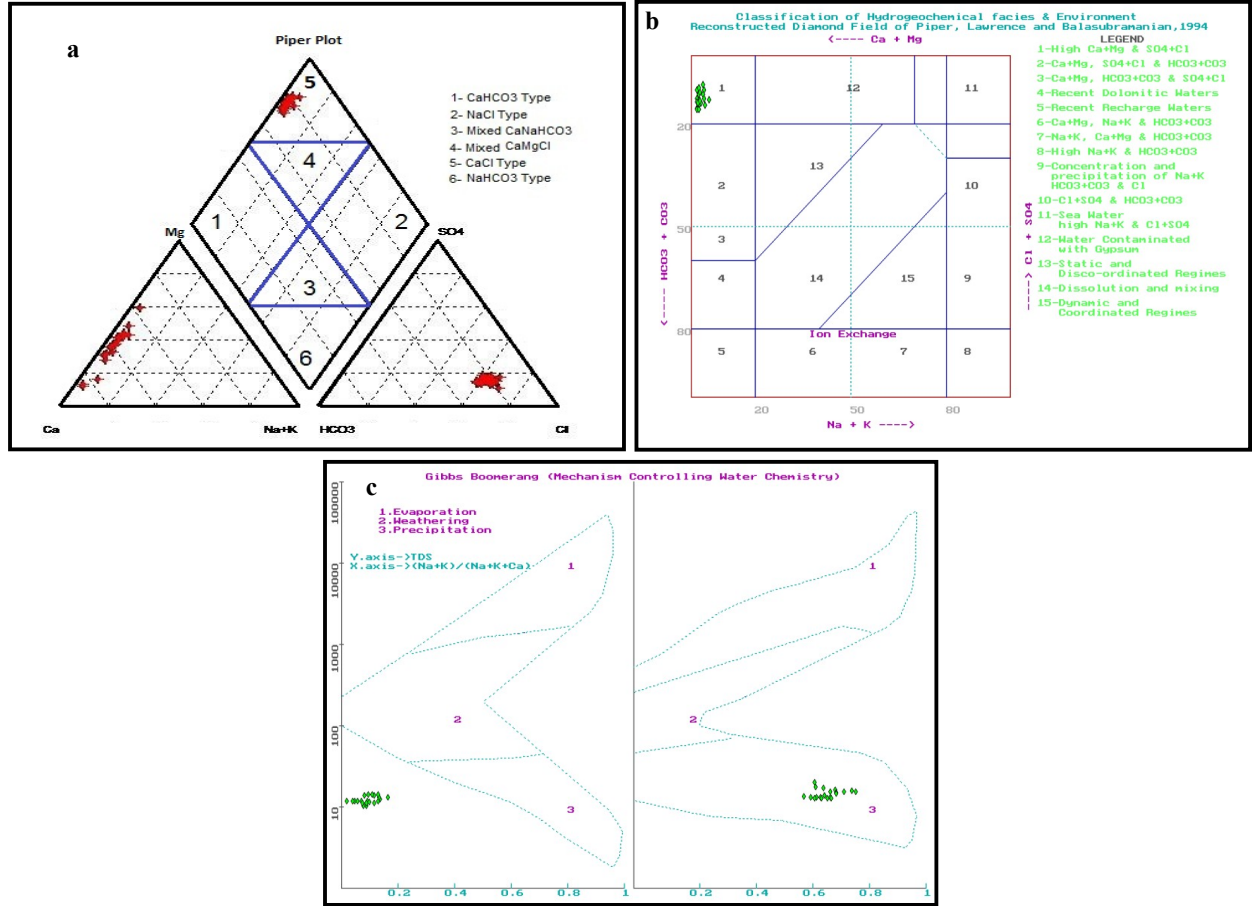 a
Piper Plot
5
1- CaHCO3 Type
2- NaCl Type
3- Mixed CaNaHCO3
4- Mixed CaMgCl
5- CaCl Type
6- NaHCO3 Type
4
1
2
Mg
SO4
3
6
Ca
Na+K
HCO3
Cl
b
Classification of Hydrogeochemical facies & Environment
Reconstructed Diamond Field of Piper, Lawrence and Balasubramanian,1994
<---- Ca + Mg
LEGEND
1-High Ca+Mg & SO4+Cl
2-Ca+Mg, SO4+Cl & HCO3+CO3
3-Ca+Mg, HCO3+CO3 & SO4+Cl
4-Recent Dolomitic Waters
5-Recent Recharge Waters
6-Ca+Mg, Na+K & HCO3+CO3
7-Na+K, Ca+Mg & HCO3+CO3
8-High Na+K & HCO3+CO3
9-Concentration and
precipitation of Na+K
HCO3+CO3 & Cl
10-Cl+SO4 & HCO3+CO3
11-Sea Water
high Na+K & Cl+SO4
12-Water Contaminated
with Gypsum
13-Static and
Disco-ordinated Regimes
14-Dissolution and mixing
15-Dynamic and
Coordinated Regimes
1
12
11
20
13
2
10
50
3
4
14
15
9
80
Ion Exchange
5
6
7
8
<---- HCO3 + CO3
----> Cl + SO4
20
50
80
Na + K ---->
c
Gibbs Boomerang (Mechanism Controlling Water Chemistry)
1.Evaporation
2.Weathering
3.Precipitation
Y.axis->TDS
X.axis->(Na+K)/(Na+K+Ca)
100000
10000
1000
100
10
1
2
3
1
2
3
0.2
0.4
0.6
0.8
1
0.2
0.4
0.6
0.8
1